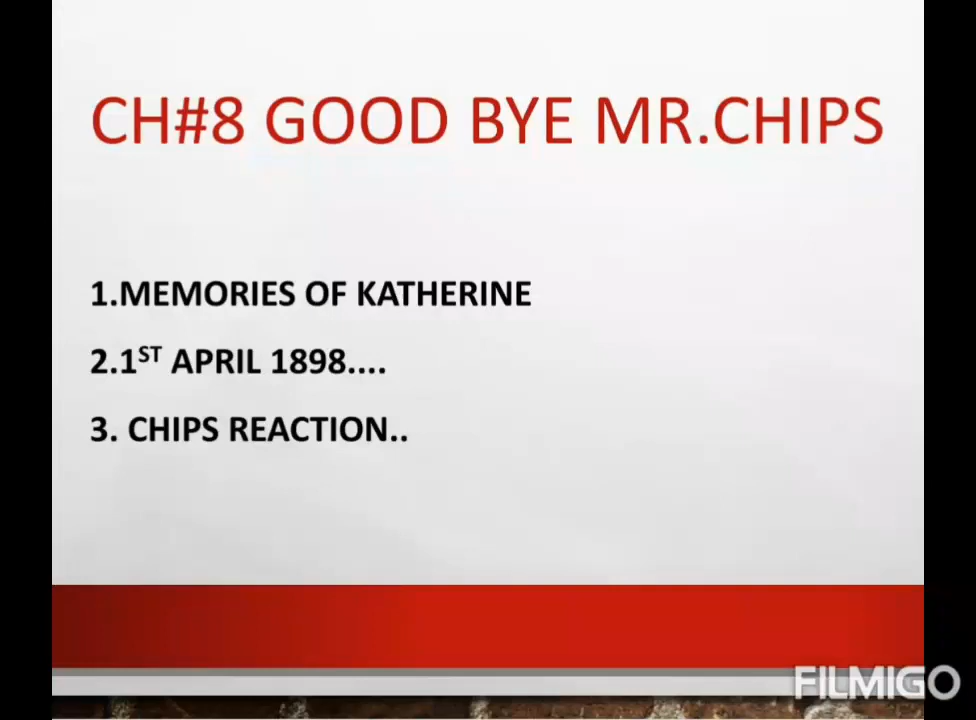 CH#8 GOOD BYE MR.CHIPS
1.MEMORIES OF KATHERINE
2.1ST APRIL 1898....
3. CHIPS REACTION..
FILMIGO